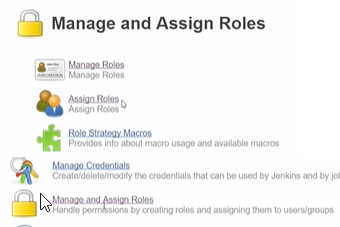 Manage and Assign Roles
Manage Roles
Manage Roles
Assign Roles
Assign Roles
Role Strategy Macros
Provides info about macro usage and available macros
Manage Credentials
Create/delete/modify the credentials that can be used by Jenkins and by jo
Manage and Assign Roles
Handle permissions by creating roles and assigning them to users/groups